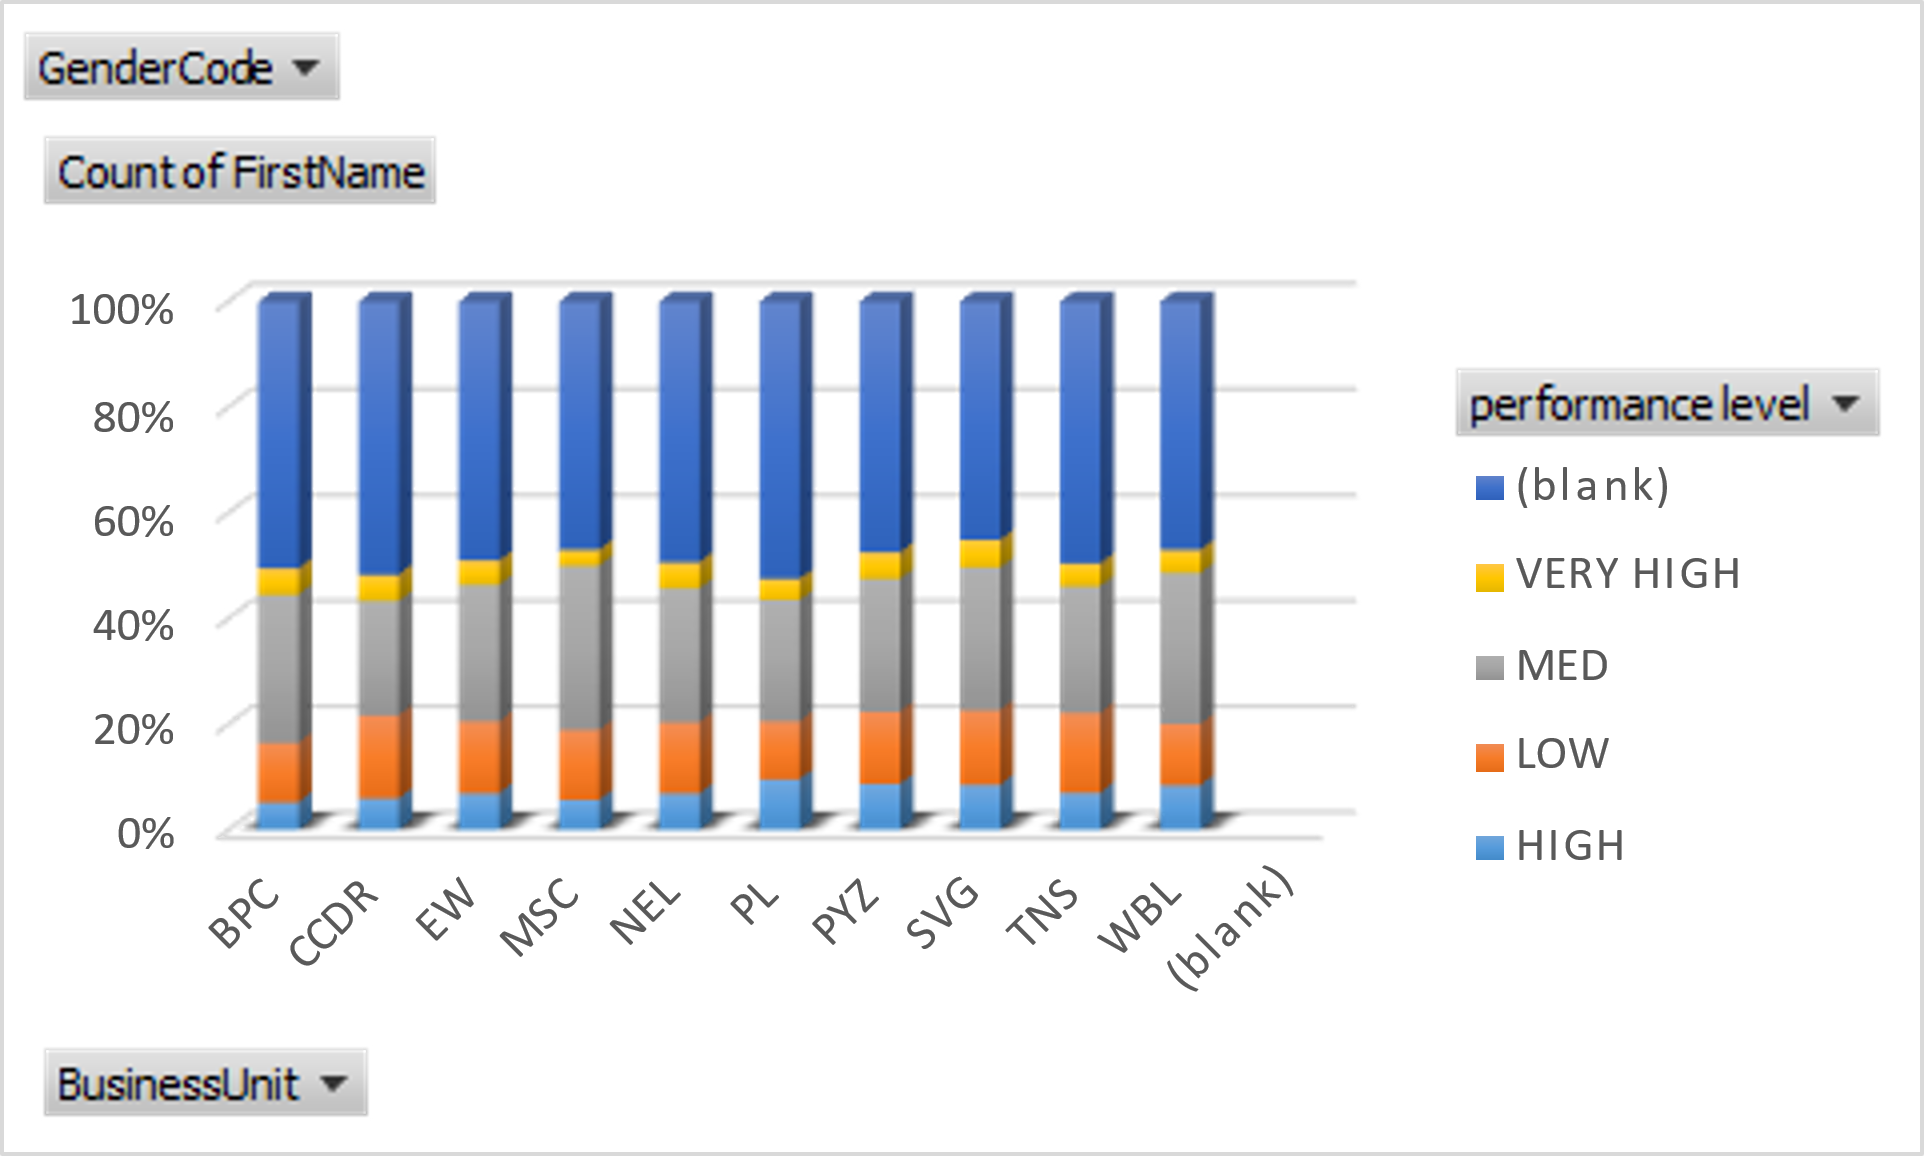 GenderCode
Count of FirstName
100%
80%
60%
40%
20%
0%
BPC
CCDR
EW
MSC
NEL
PL
PYZ
SVG
TNS
WBL
(blank)
performance level
(blank)
VERY HIGH
MED
LOW
HIGH
BusinessUnit